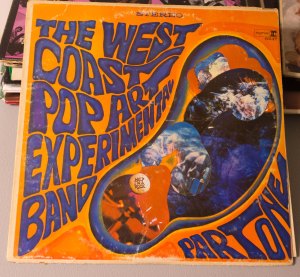 STEREO
THE WEST
COAST
POP ART
EXPERIMENTAL
BAND
PART ONE